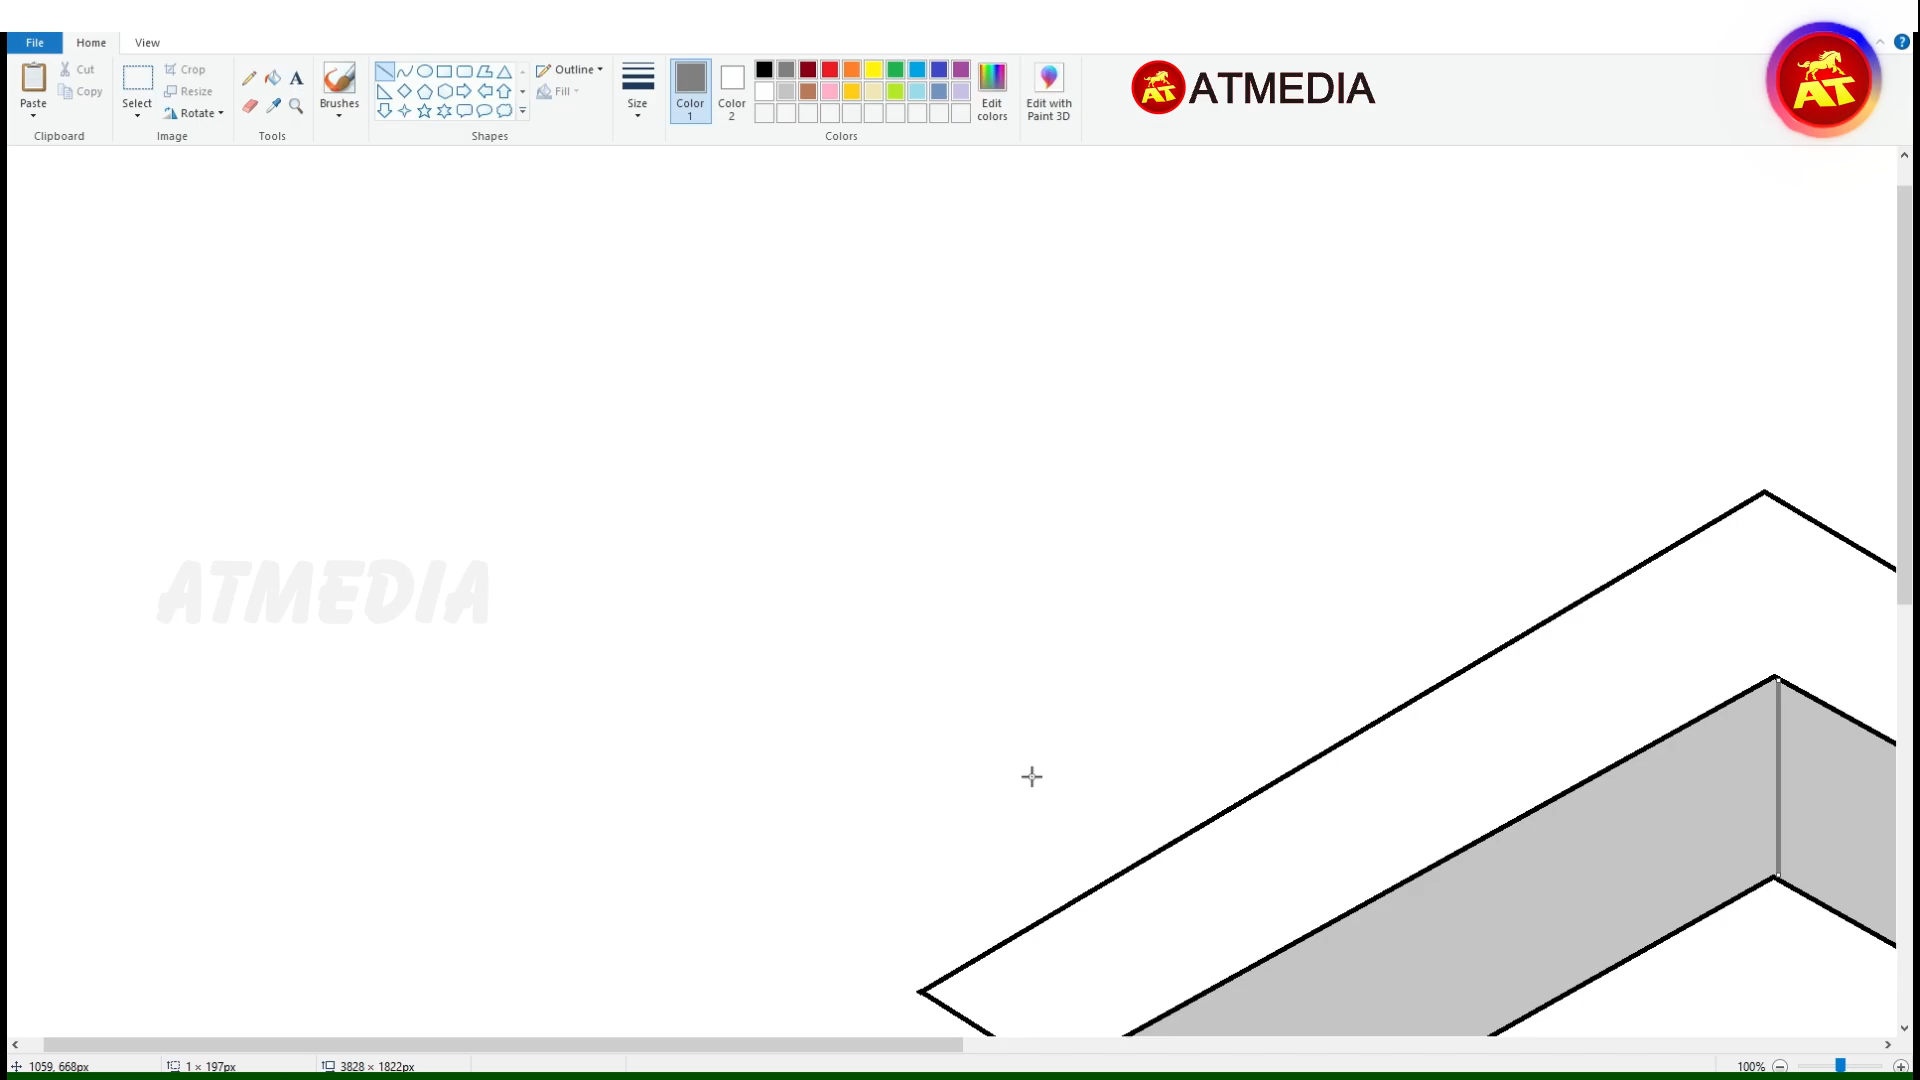 File Home View
Paste Cut Copy Clipboard
Select Crop Resize Rotate Image
A
Tools
Brushes
Shapes
Outline Fill
Size
Color 1 Color 2
Edit colors
Colors
Edit with Paint 3D
AT ATMEDIA
AT
?
ATMEDIA
1059, 668px 1 × 197px 3828 × 1822px 100%